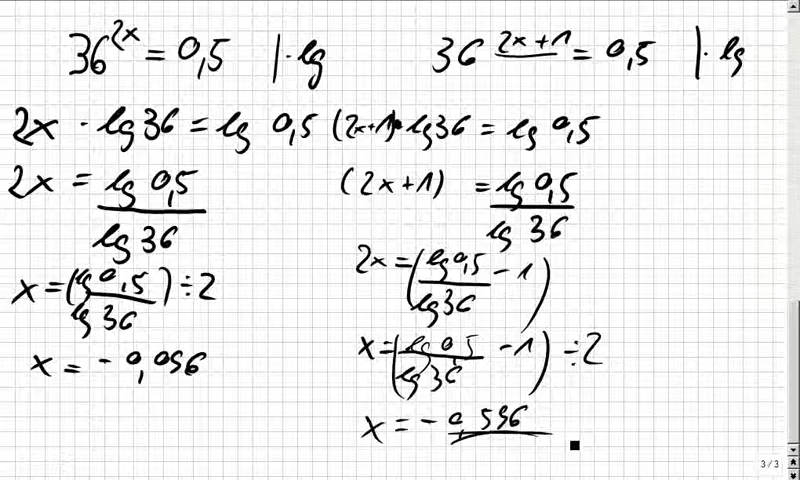 36^{2x} = 0,5 | · lg
2x · lg 36 = lg 0,5
2x = lg 0,5 / lg 36
x = (lg 0,5 / lg 36) ÷ 2
x = - 0,096
36^{2x+1} = 0,5 | · lg
(2x+1) · lg 36 = lg 0,5
(2x+1) = lg 0,5 / lg 36
2x = (lg 0,5 / lg 36 - 1)
x = (lg 0,5 / lg 36 - 1) ÷ 2
x = - 0,596
3/3